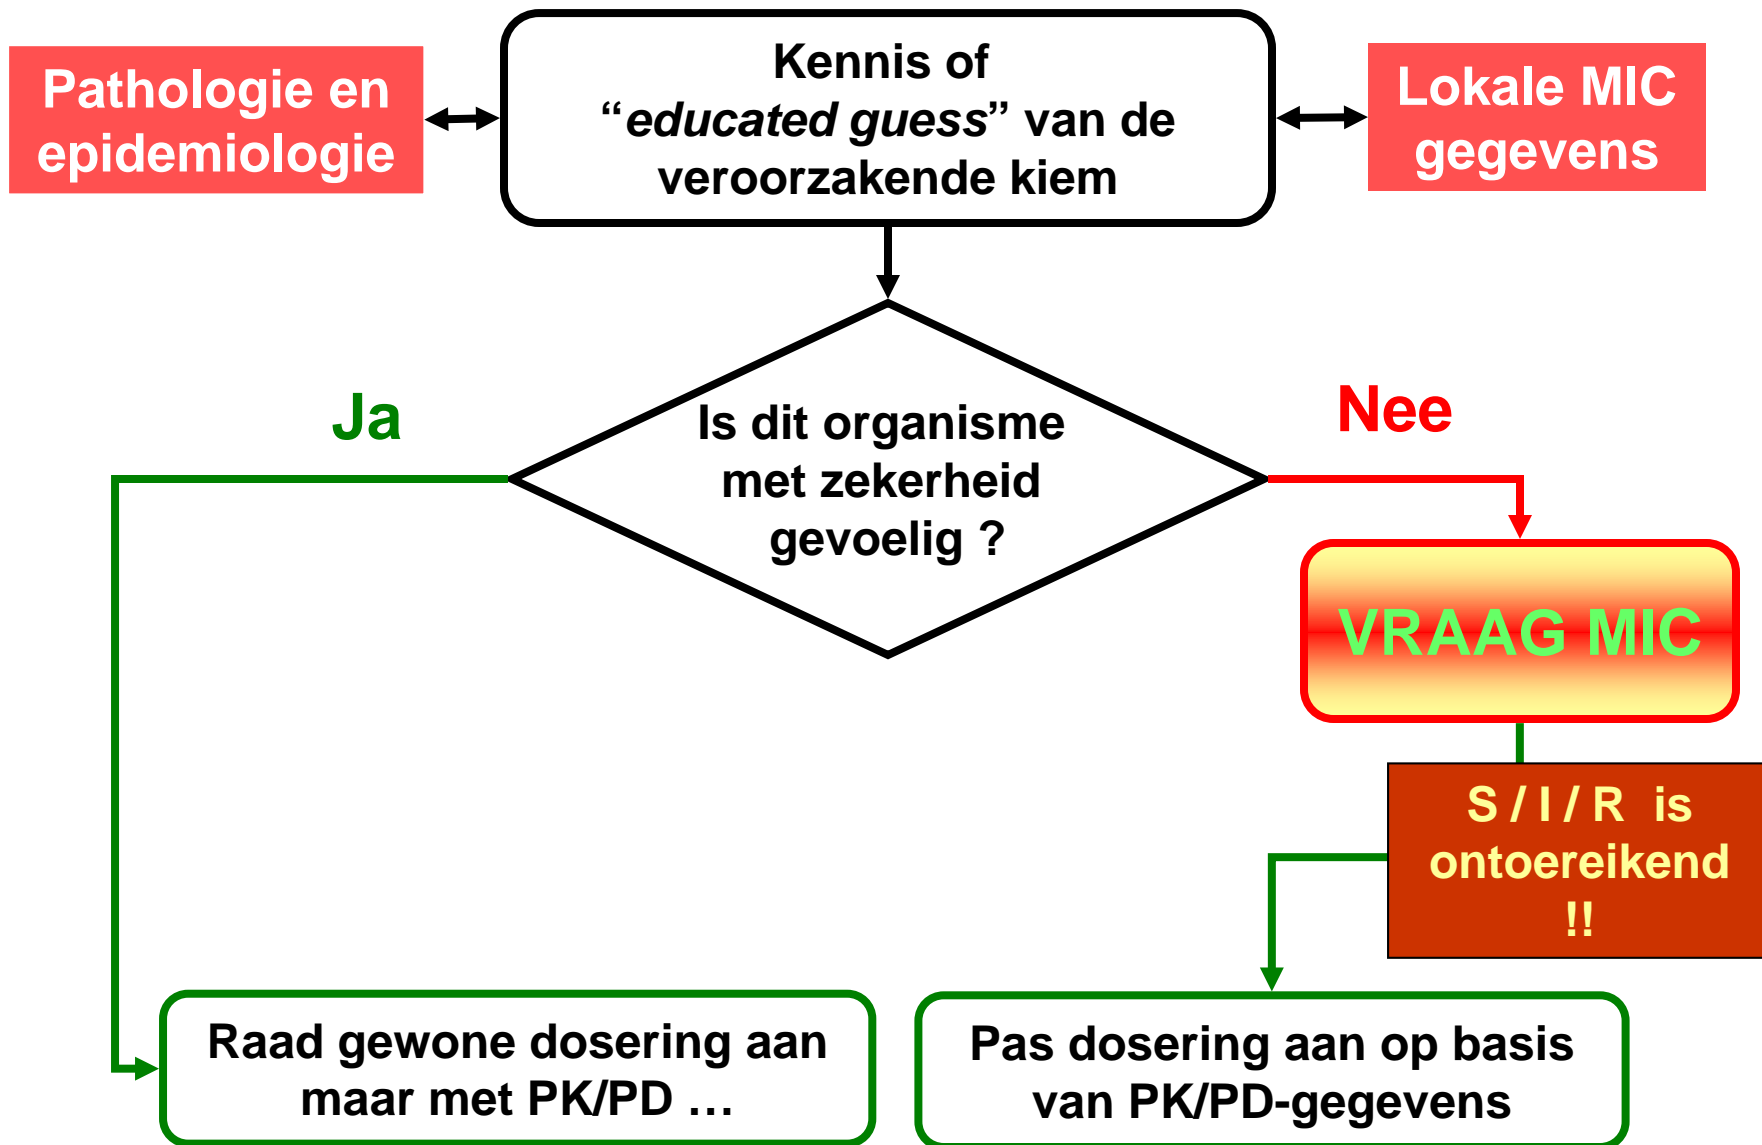 Pathologie en
epidemiologie
Kennis of
“educated guess” van de
veroorzakende kiem
Lokale MIC
gegevens
Ja
Is dit organisme
met zekerheid
gevoelig ?
Nee
VRAAG MIC
S / I / R is
ontoereikend
!!
Raad gewone dosering aan
maar met PK/PD …
Pas dosering aan op basis
van PK/PD-gegevens